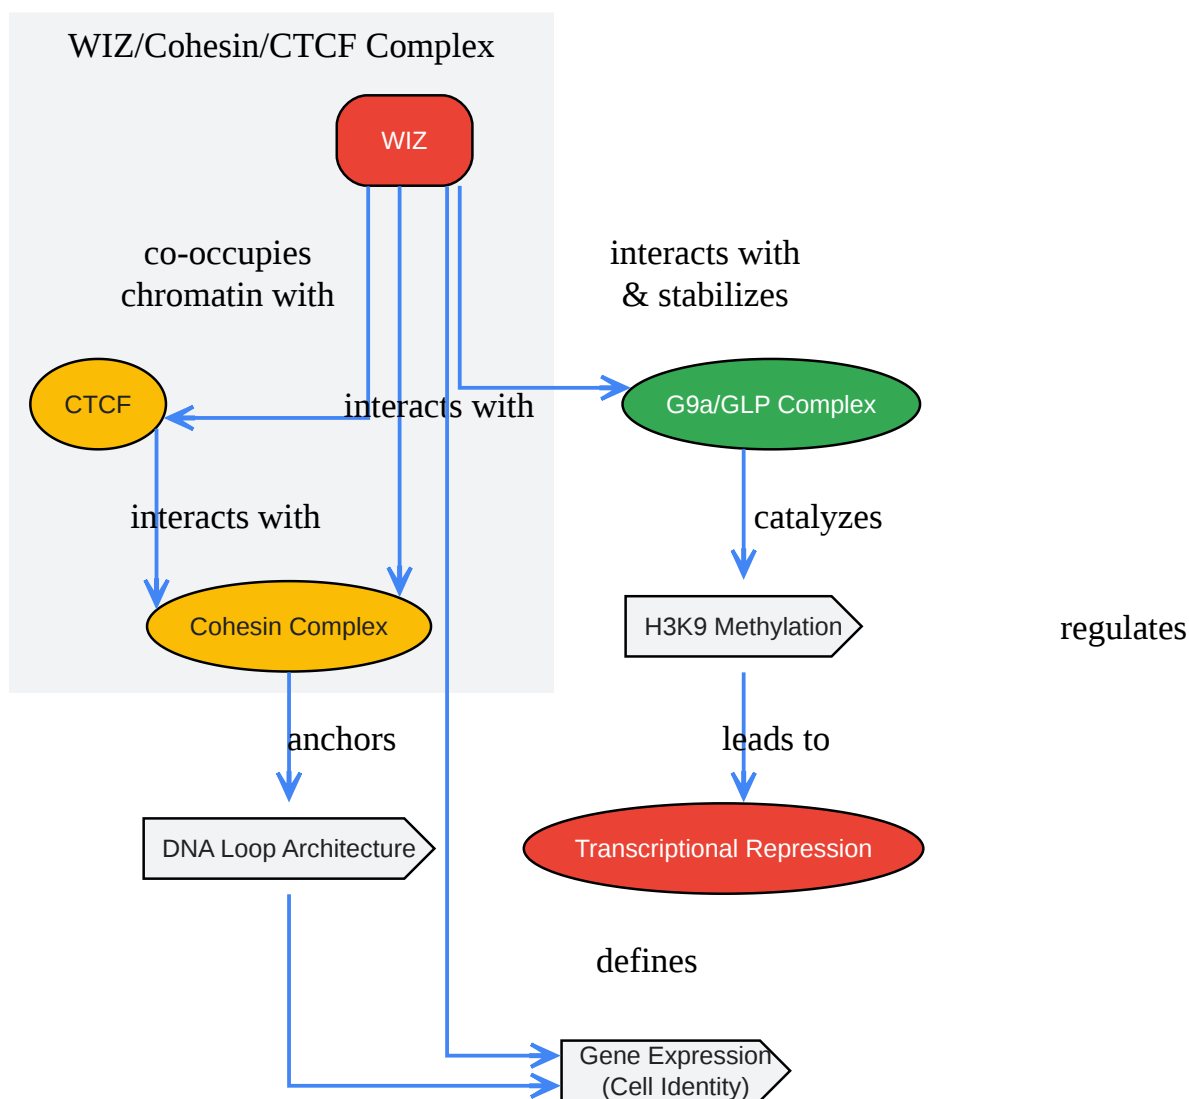 WIZ/Cohesin/CTCF Complex
WIZ
co-occupies
chromatin with
interacts with
& stabilizes
CTCF
interacts with
G9a/GLP Complex
interacts with
catalyzes
Cohesin Complex
H3K9 Methylation
regulates
anchors
leads to
DNA Loop Architecture
Transcriptional Repression
defines
Gene Expression
(Cell Identity)